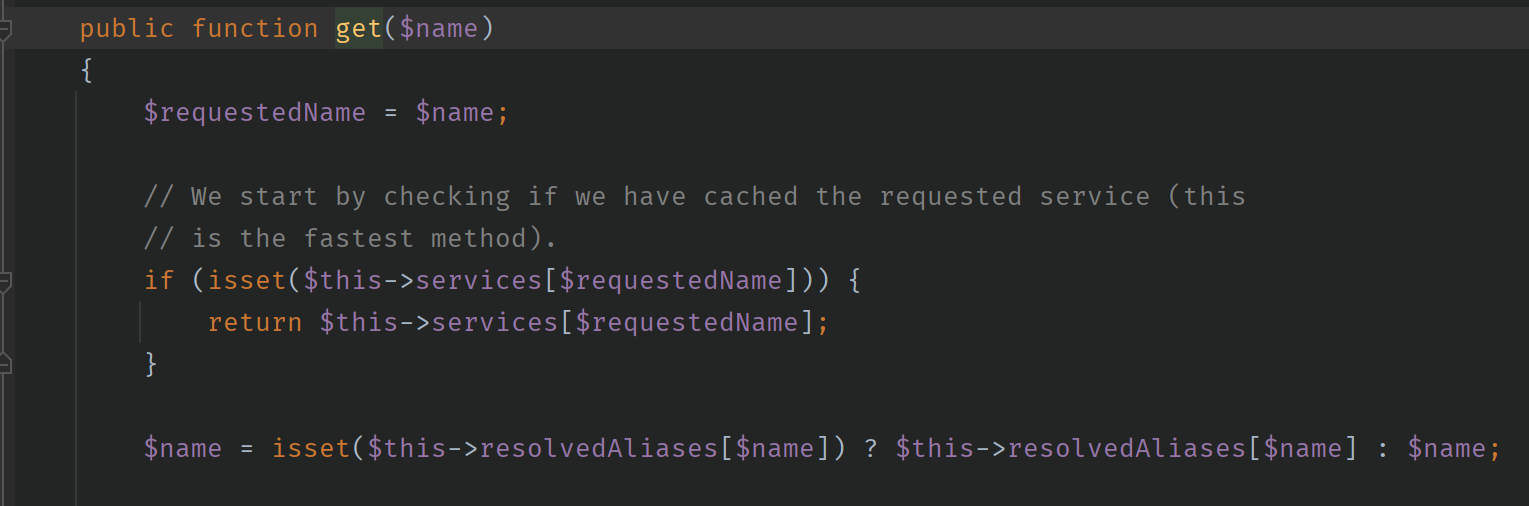 public function get($name)
{
$requestedName = $name;
// We start by checking if we have cached the requested service (this
// is the fastest method).
if (isset($this->services[$requestedName])) {
return $this->services[$requestedName];
}
$name = isset($this->resolvedAliases[$name]) ? $this->resolvedAliases[$name] : $name;